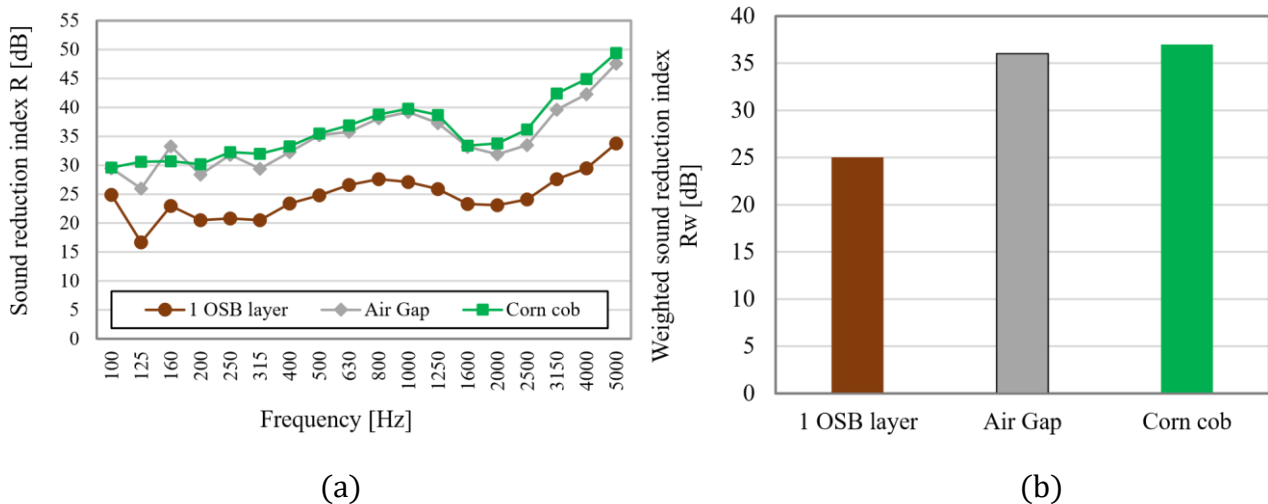 Sound reduction index R [dB]
55
50
45
40
35
30
25
20
15
10
5
0
1 OSB layer Air Gap Corn cob
100 125 160 200 250 315 400 500 630 800 1000 1250 1600 2000 2500 3150 4000 5000
Frequency [Hz]
(a)
Weighted sound reduction index
Rw [dB]
40
35
30
25
20
15
10
5
0
1 OSB layer Air Gap Corn cob
(b)